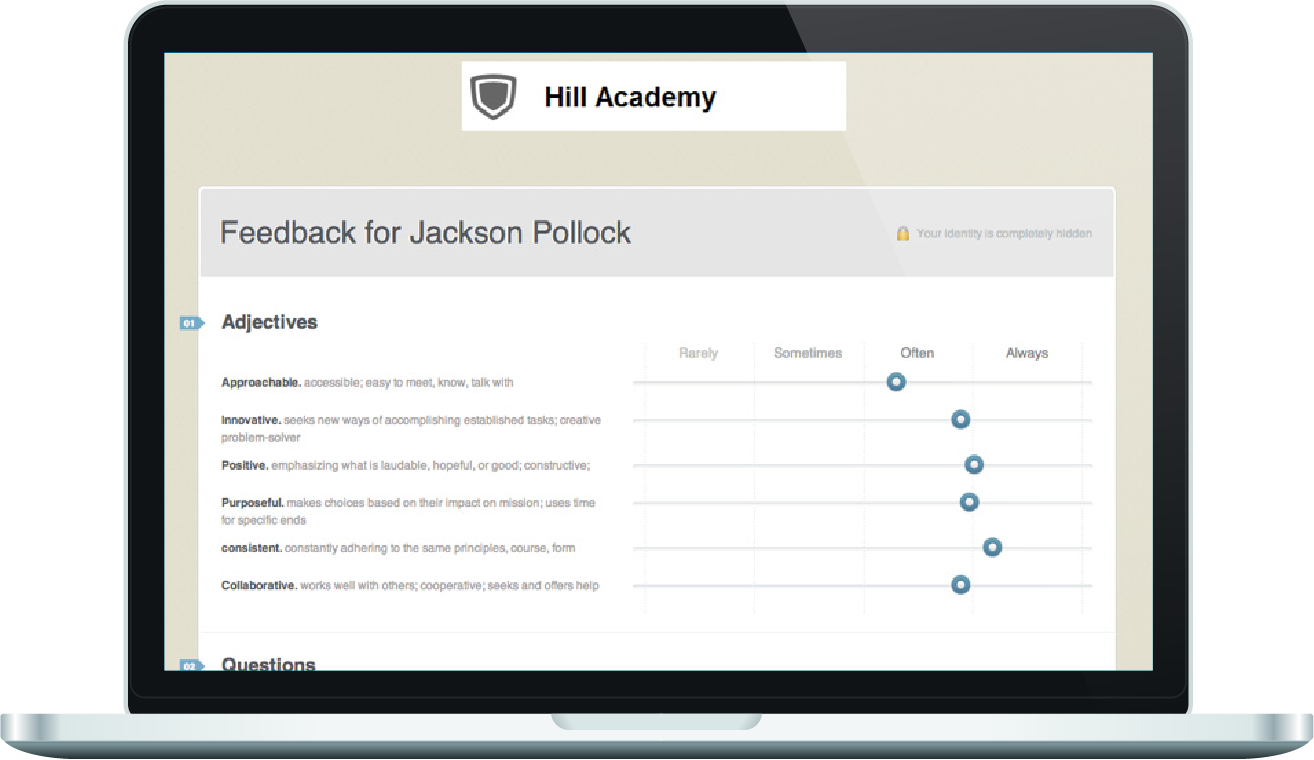 Hill Academy
Feedback for Jackson Pollock
Your identity is completely hidden
01
Adjectives
Rarely Sometimes Often Always
Approachable. accessible; easy to meet, know, talk with
Innovative. seeks new ways of accomplishing established tasks; creative
problem-solver
Positive. emphasizing what is laudable, hopeful, or good; constructive;
Purposeful. makes choices based on their impact on mission; uses time
for specific ends
consistent. constantly adhering to the same principles, course, form
Collaborative. works well with others; cooperative; seeks and offers help
02
Questions